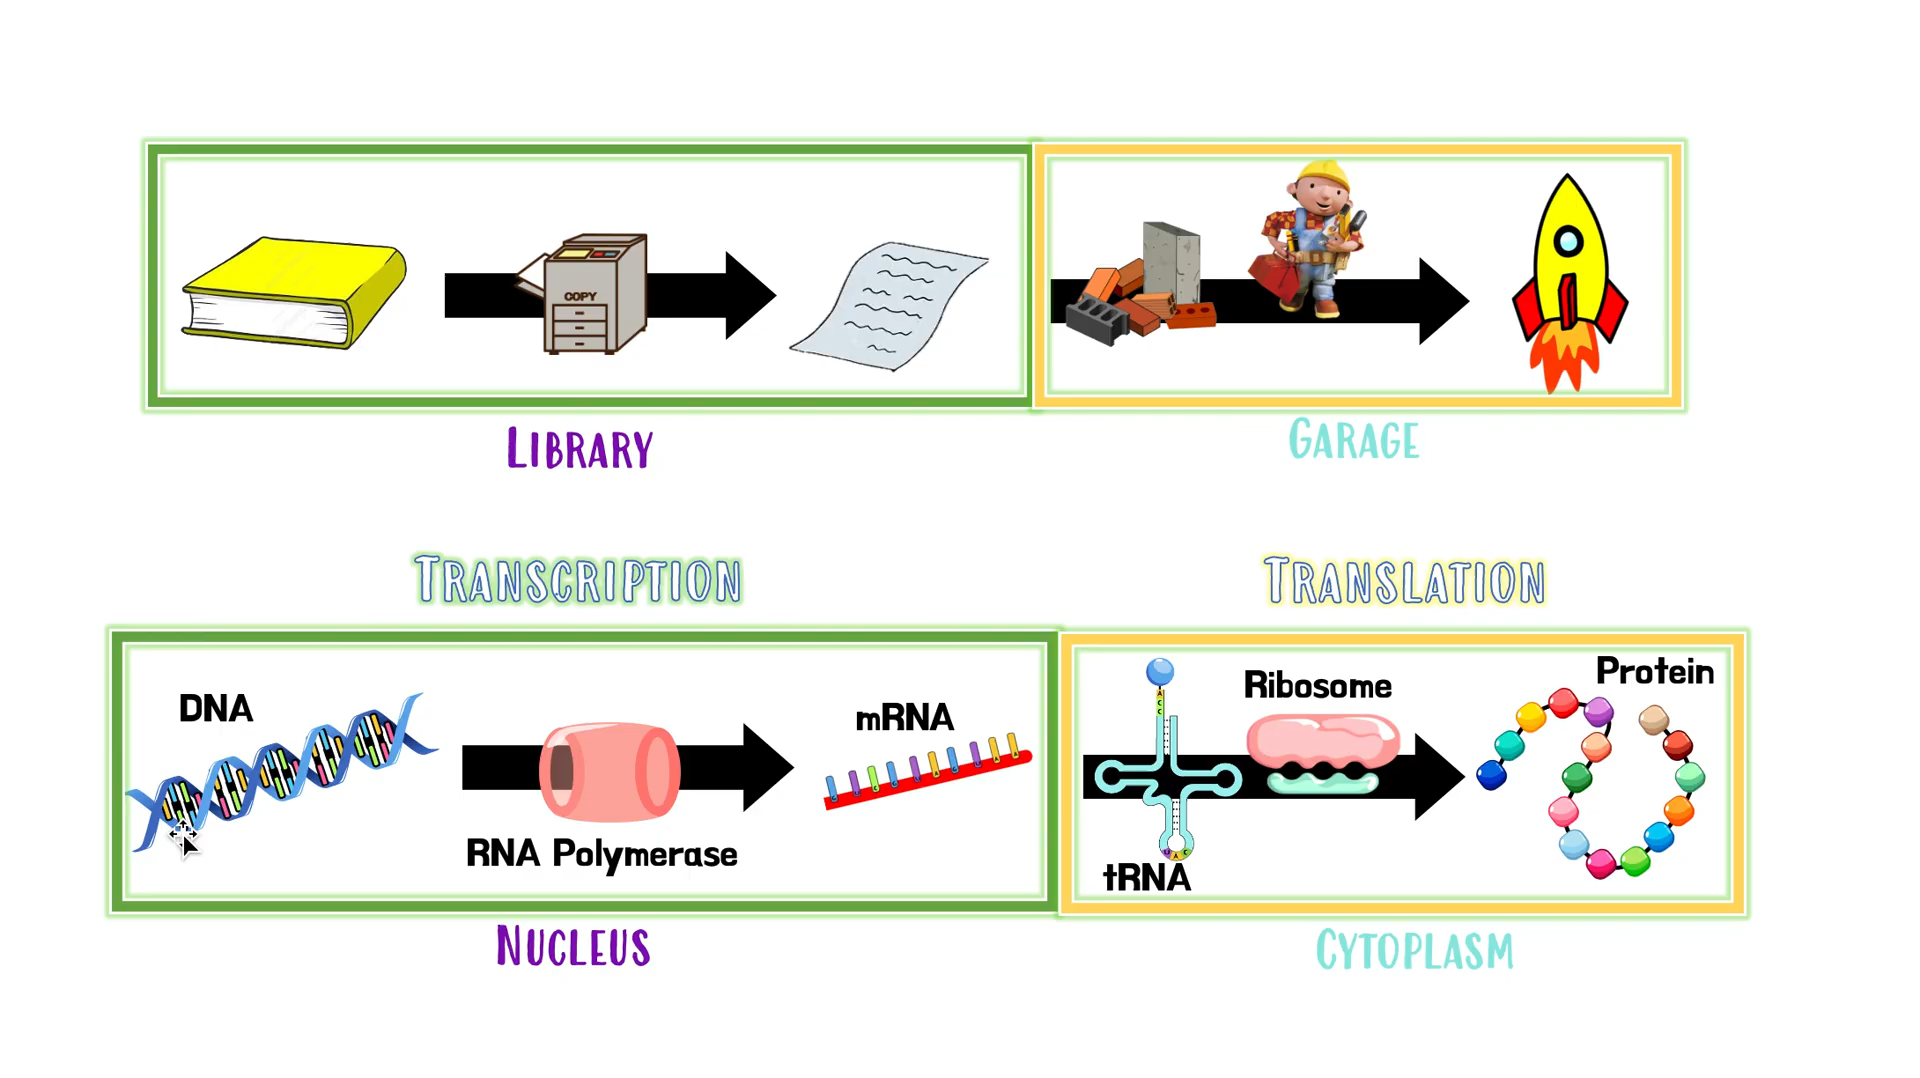 COPY
LIBRARY
GARAGE
TRANSCRIPTION
TRANSLATION
DNA
RNA Polymerase
mRNA
tRNA
Ribosome
Protein
NUCLEUS
CYTOPLASM